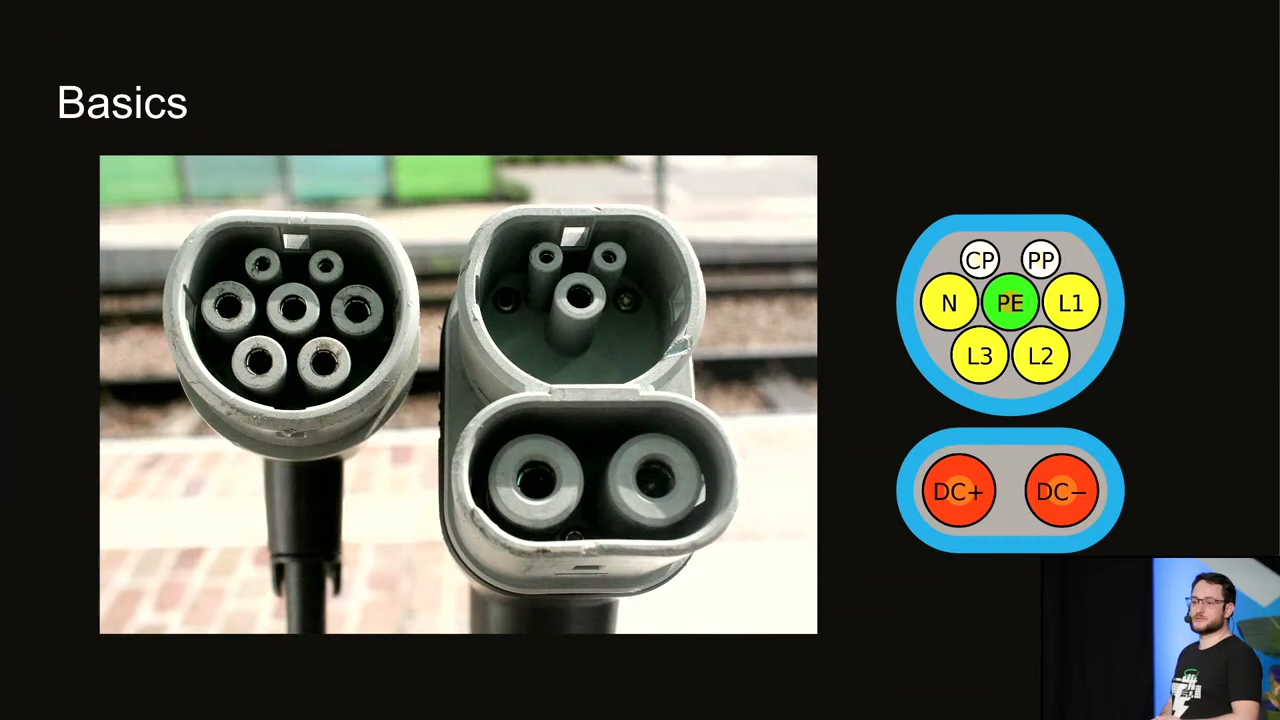 Basics
CP PP
N PE L1
L3 L2
DC+ DC−